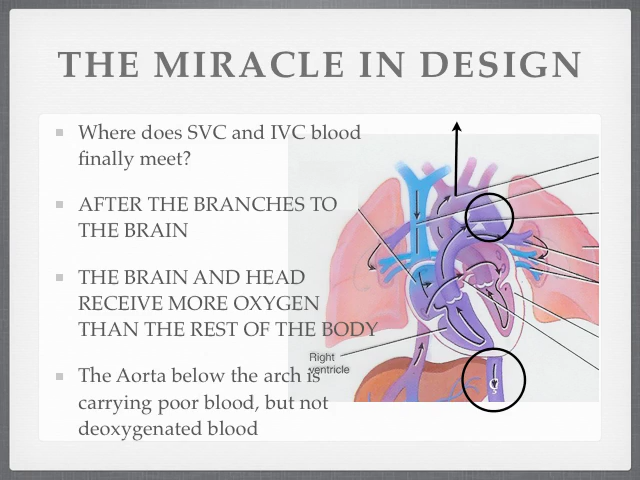 THE MIRACLE IN DESIGN
Where does SVC and IVC blood
finally meet?
AFTER THE BRANCHES TO
THE BRAIN
THE BRAIN AND HEAD
RECEIVE MORE OXYGEN
THAN THE REST OF THE BODY
The Aorta below the arch is
carrying poor blood, but not
deoxygenated blood
Right
ventricle